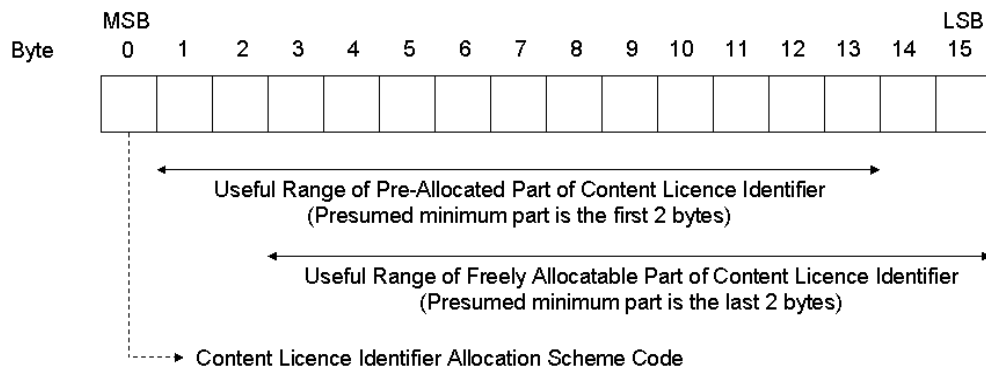 MSB LSB
Byte 0 1 2 3 4 5 6 7 8 9 10 11 12 13 14 15
Useful Range of Pre-Allocated Part of Content Licence Identifier
(Presumed minimum part is the first 2 bytes)
Useful Range of Freely Allocatable Part of Content Licence Identifier
(Presumed minimum part is the last 2 bytes)
Content Licence Identifier Allocation Scheme Code